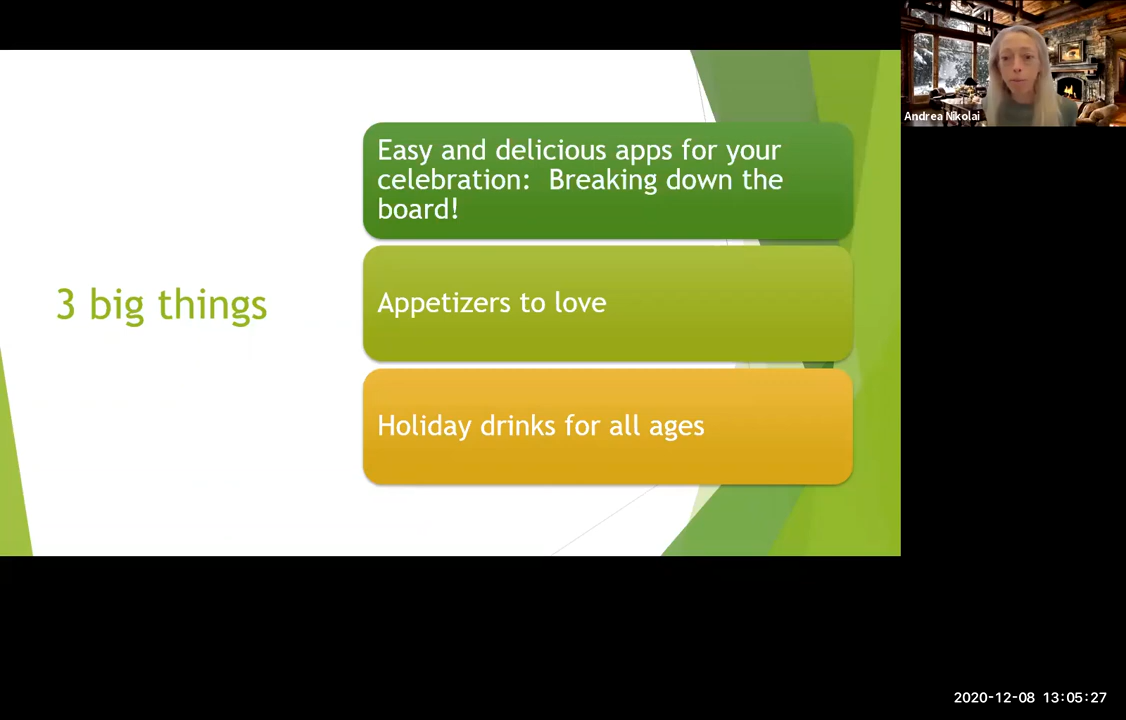 Andrea Nikolai
3 big things
Easy and delicious apps for your
celebration:  Breaking down the
board!
Appetizers to love
Holiday drinks for all ages
2020-12-08 13:05:27